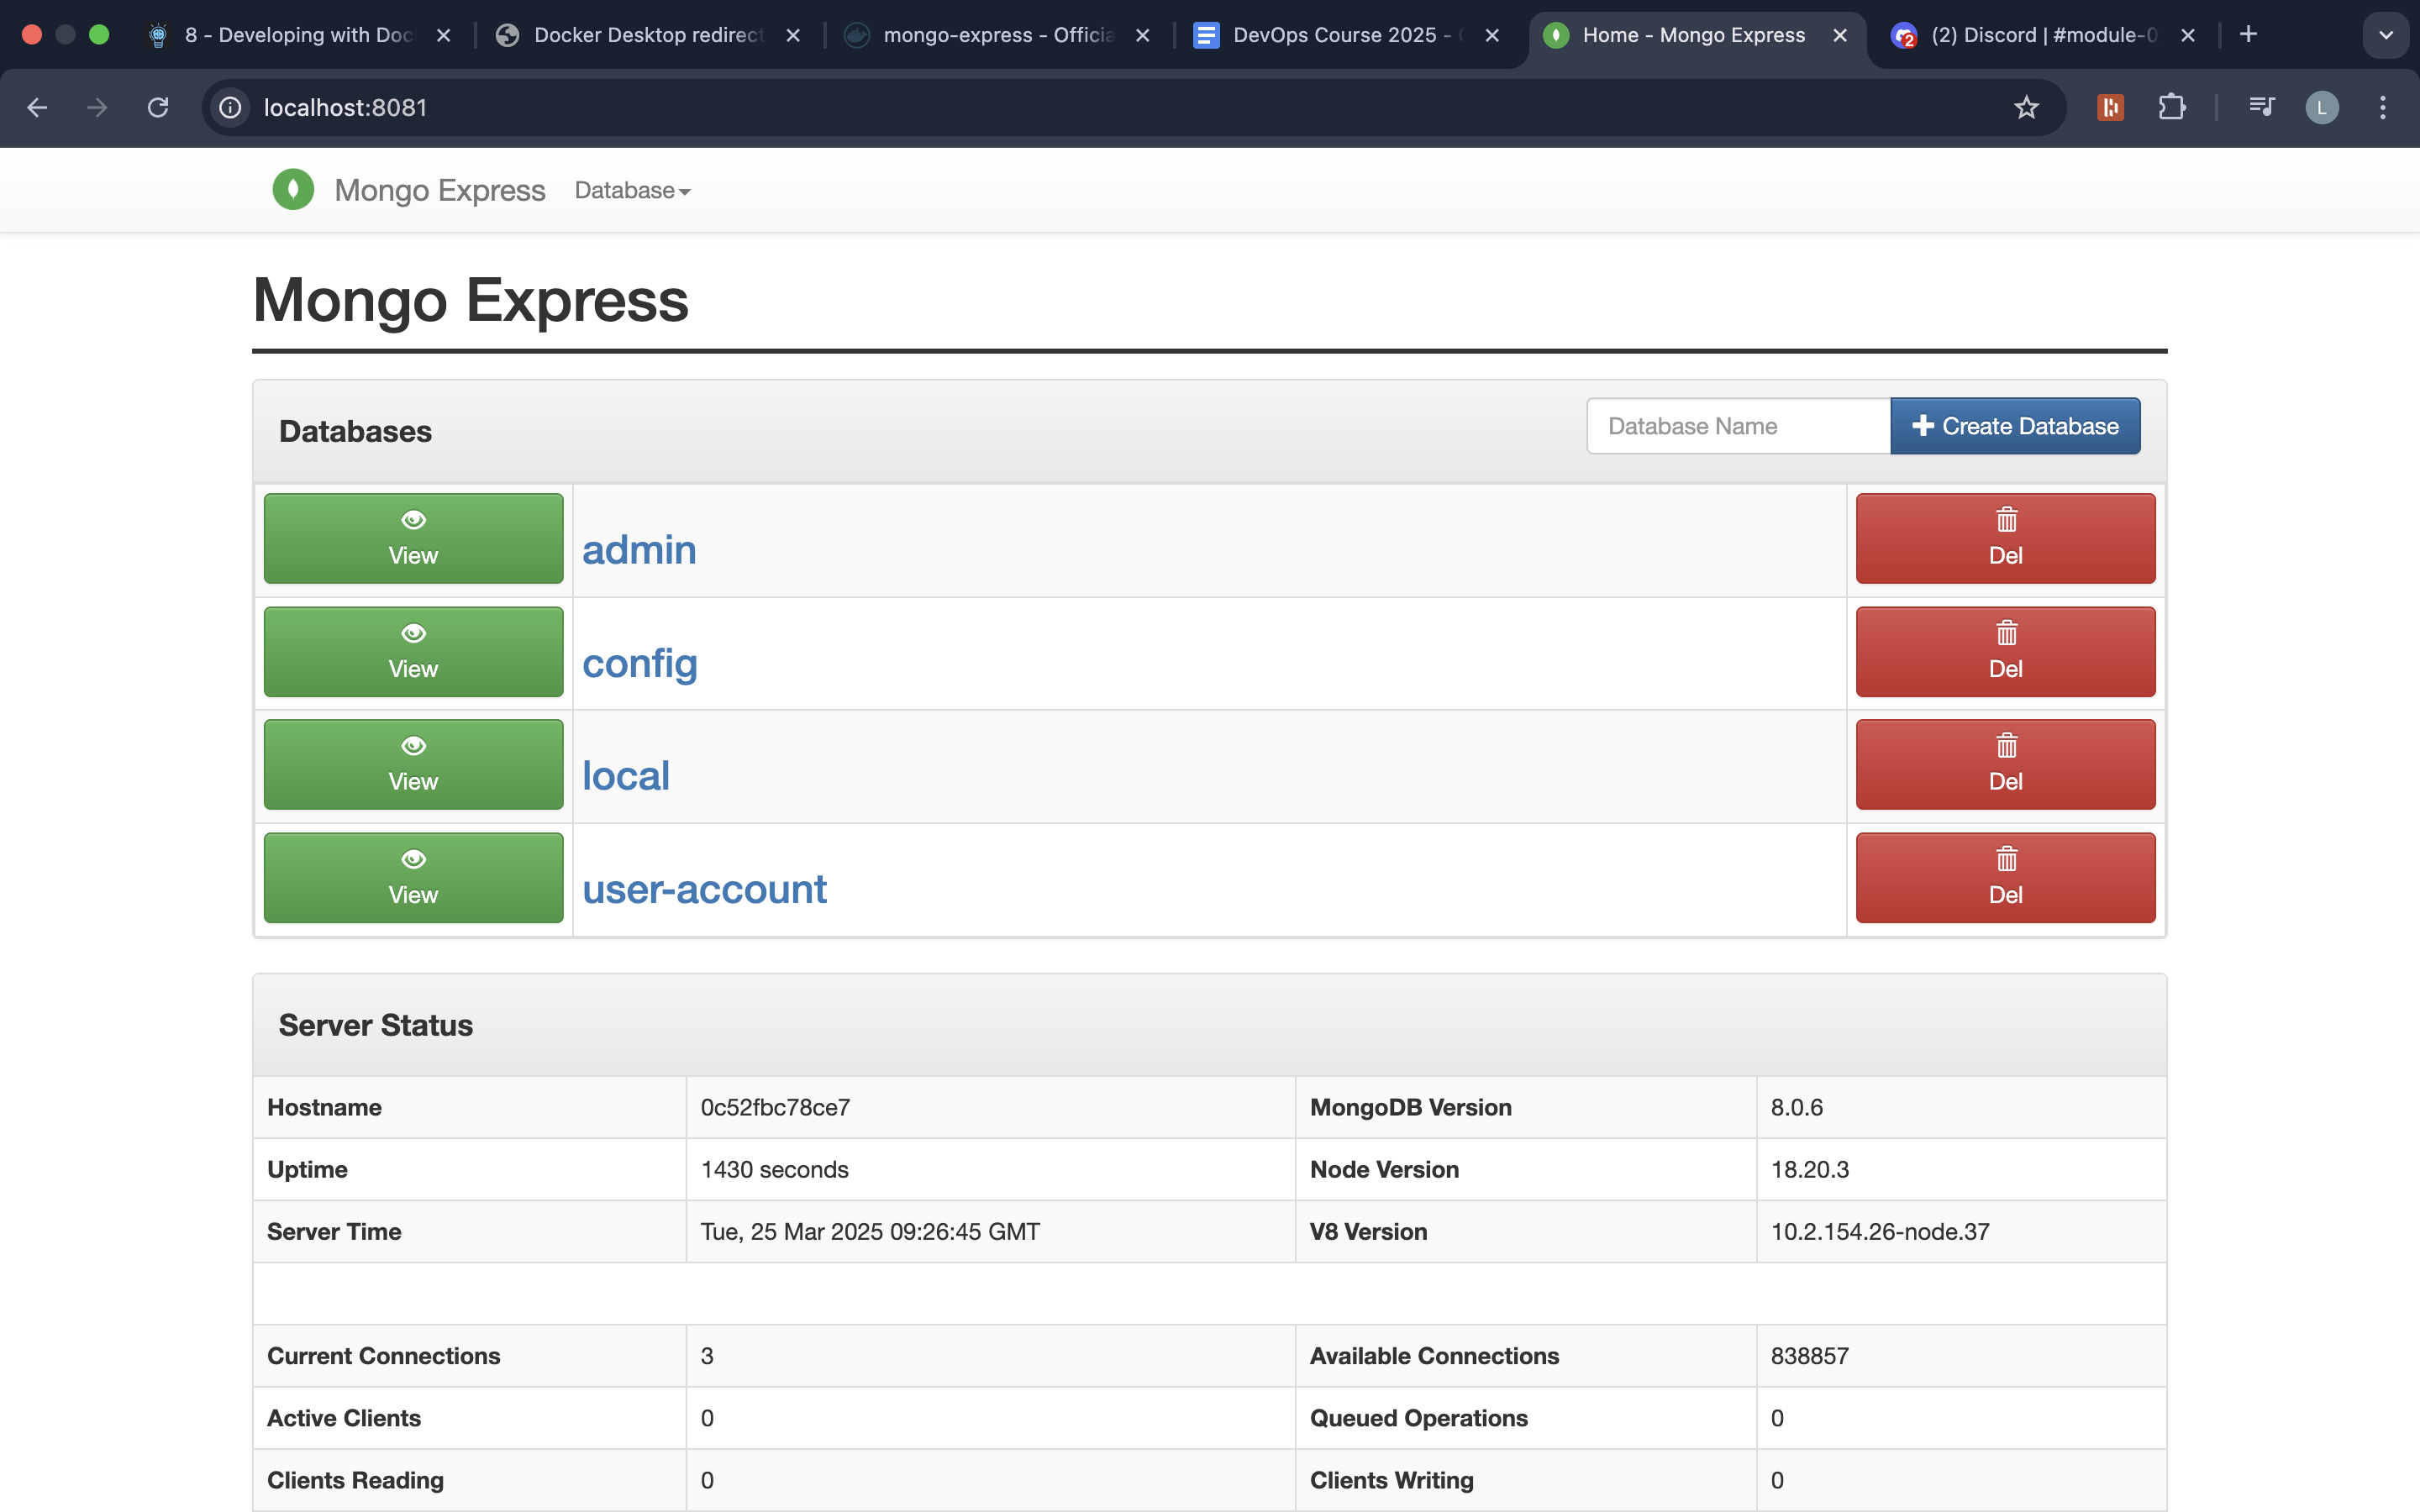 8 - Developing with Doc
Docker Desktop redirect
mongo-express - Officia
DevOps Course 2025 -
Home - Mongo Express
2
(2) Discord | #module-0
localhost:8081
L
Mongo Express
Database
Mongo Express
Databases
Database Name
Create Database
View
admin
Del
View
config
Del
View
local
Del
View
user-account
Del
Server Status
Hostname 0c52fbc78ce7 MongoDB Version 8.0.6
Uptime 1430 seconds Node Version 18.20.3
Server Time Tue, 25 Mar 2025 09:26:45 GMT V8 Version 10.2.154.26-node.37
Current Connections 3 Available Connections 838857
Active Clients 0 Queued Operations 0
Clients Reading 0 Clients Writing 0